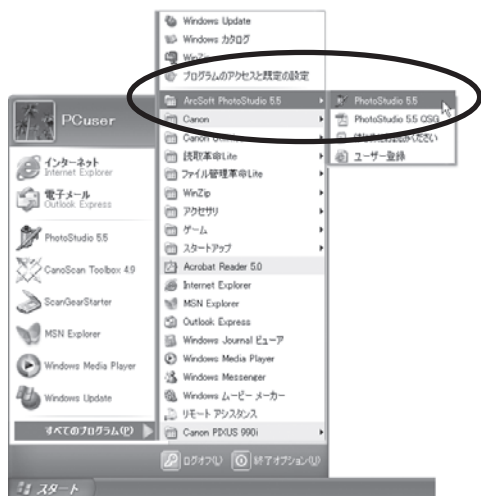 Windows Update
Windows カタログ
WinZip
プログラムのアクセスと既定の設定
ArcSoft PhotoStudio 5.5
Canon
Canon Utilities
読取革命Lite
ファイル管理革命Lite
WinZip
アクセサリ
ゲーム
スタートアップ
Acrobat Reader 5.0
Internet Explorer
MSN Explorer
Outlook Express
Windows Journal ビューア
Windows Media Player
Windows Messenger
Windows ムービー メーカー
リモート アシスタンス
Canon PIXUS 990i
PhotoStudio 5.5
PhotoStudio 5.5 QSG
ユーザー登録
PCuser
インターネット
Internet Explorer
電子メール
Outlook Express
PhotoStudio 5.5
CanoScan Toolbox 4.9
ScanGearStarter
MSN Explorer
Windows Media Player
Windows Update
すべてのプログラム(P)
ログオフ(L)
終了オプション(U)
スタート